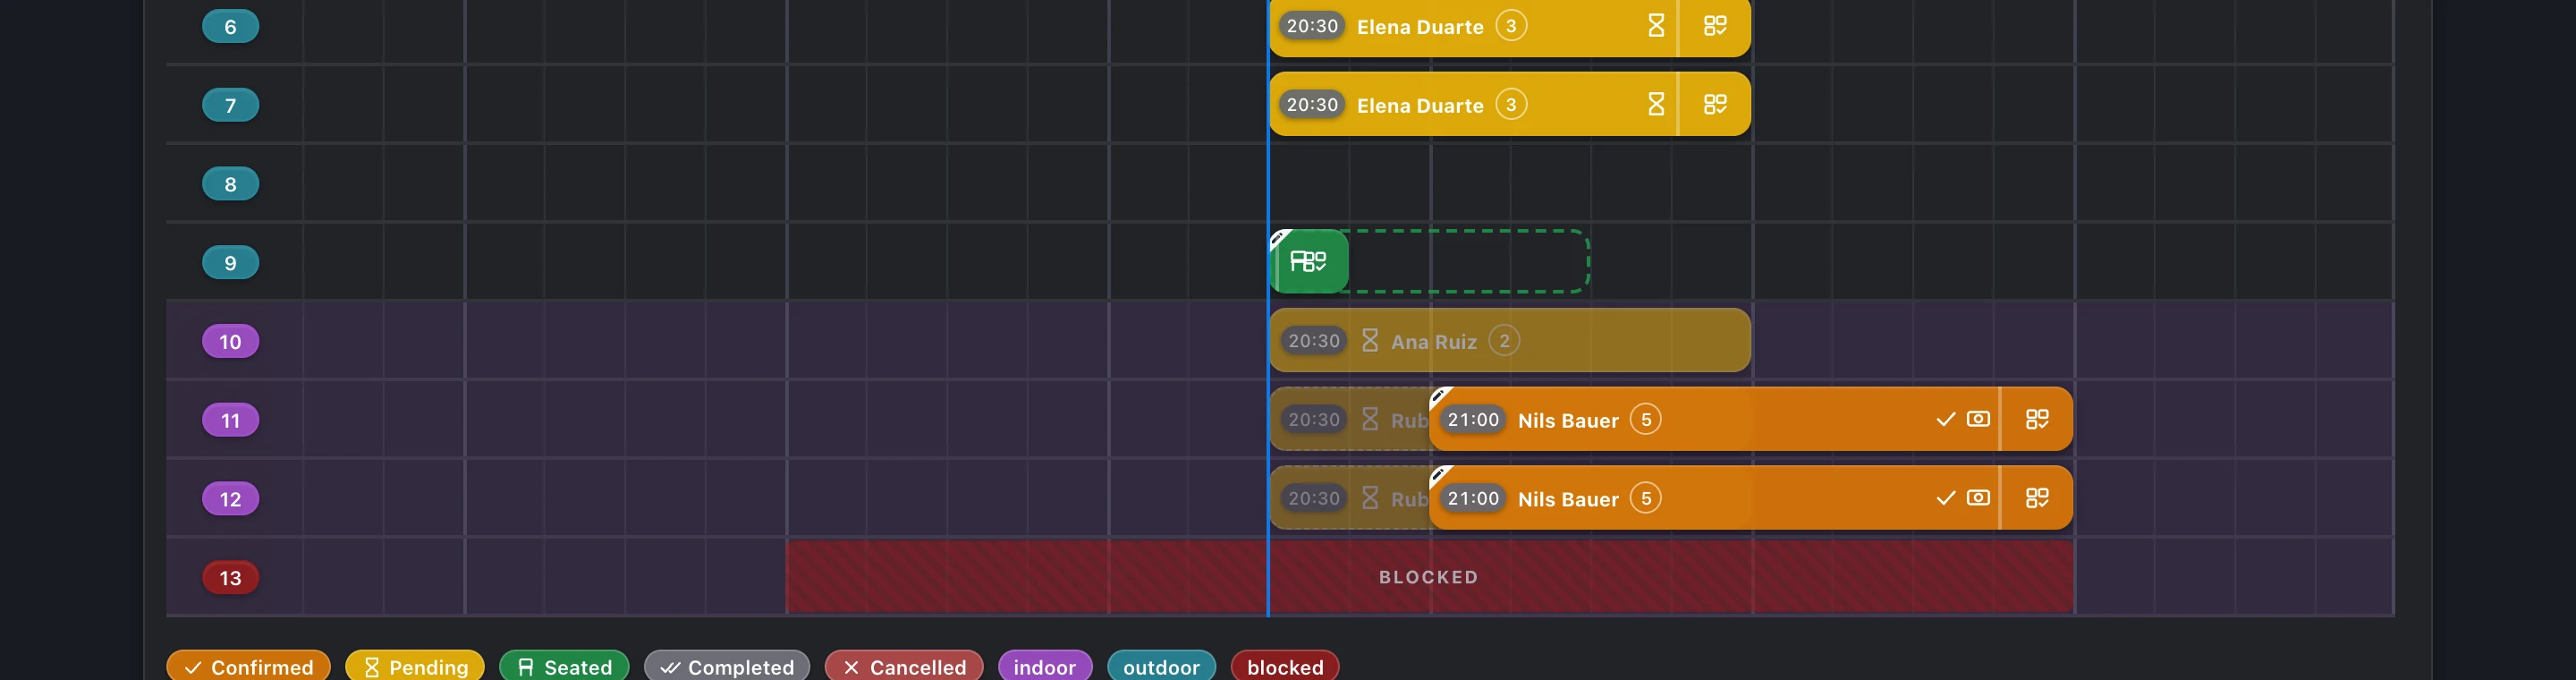 6 20:30 Elena Duarte 3
7 20:30 Elena Duarte 3
8
9
10 20:30 Ana Ruiz 2
11 20:30 Rub 21:00 Nils Bauer 5
12 20:30 Rub 21:00 Nils Bauer 5
13 BLOCKED
Confirmed Pending Seated Completed Cancelled indoor outdoor blocked